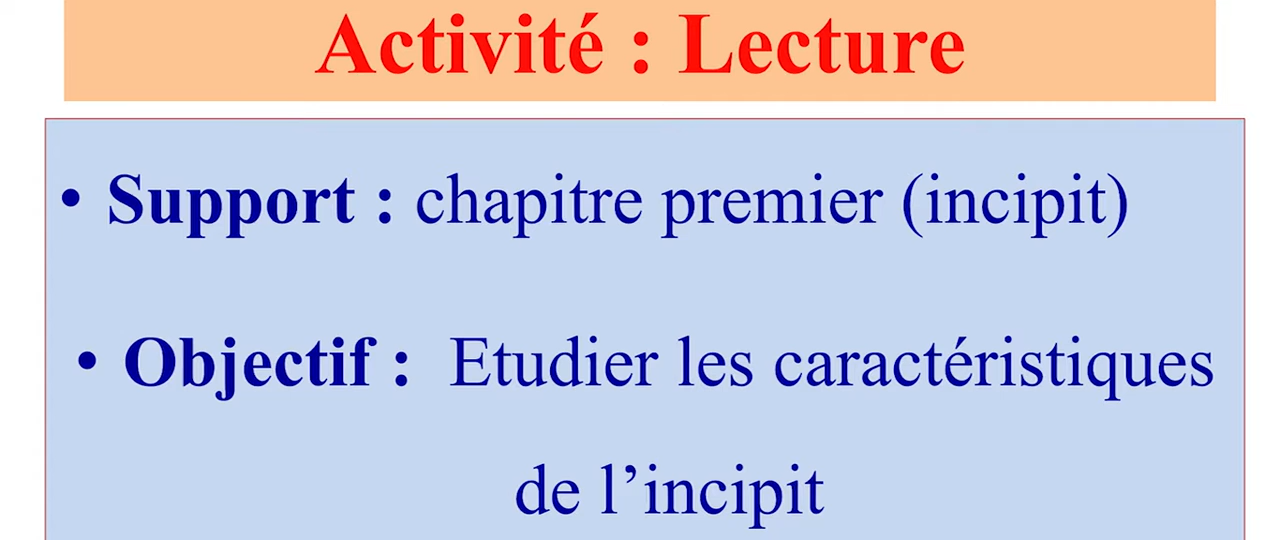 Activité : Lecture
• Support : chapitre premier (incipit)
• Objectif : Etudier les caractéristiques
de l’incipit